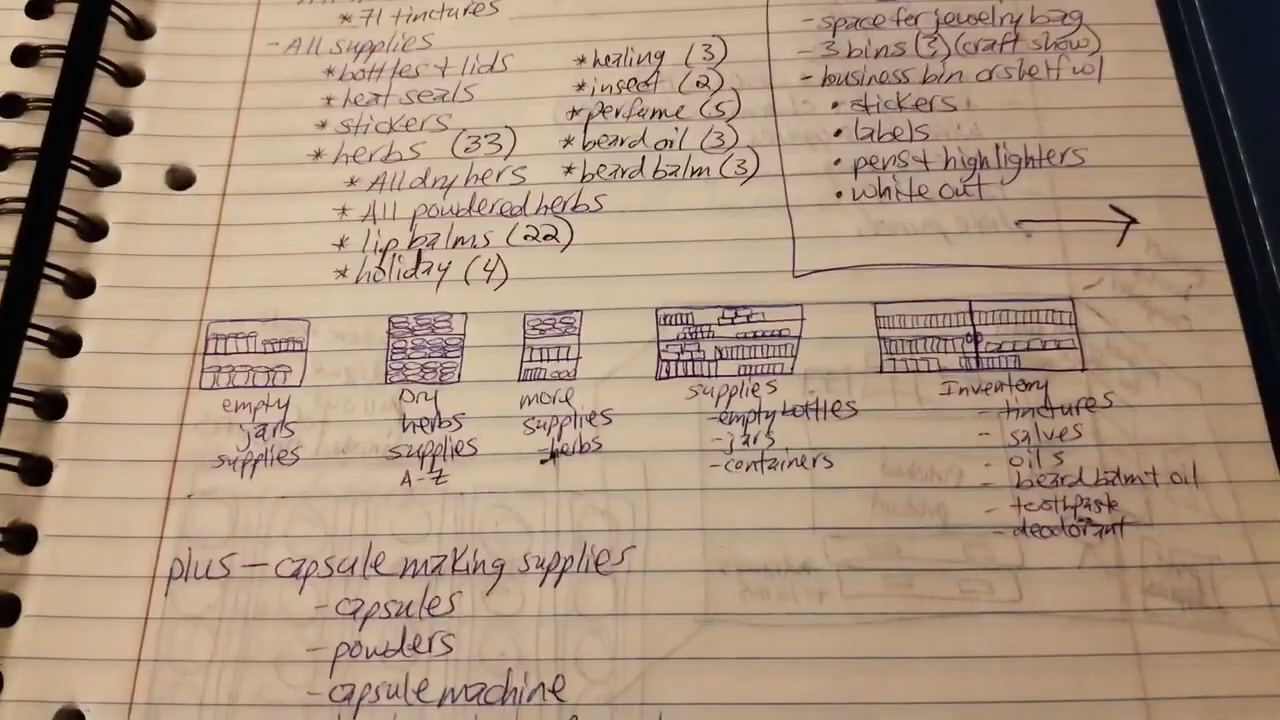 * 71 tinctures
- All supplies
* bottles + lids
* heat seals
* stickers
* herbs (33)
* All dry hers
* All powdered herbs
* lip balms (22)
* holiday (4)
* healing (3)
* insect (2)
* perfume (5)
* beard oil (3)
* beard balm (3)
- space for jewelry bag
- 3 bins (3) (craft show)
- business bin or shelf w/
• stickers
• labels
• pens + highlighters
• white out
empty
jars
supplies
Dry
herbs
supplies
A-Z
more
supplies
-herbs
supplies
-empty bottles
-jars
-containers
Inventory
- tinctures
- salves
- oils
- beard balm + oil
- toothpaste
- deodorant
plus - capsule making supplies
- capsules
- powders
- capsule machine